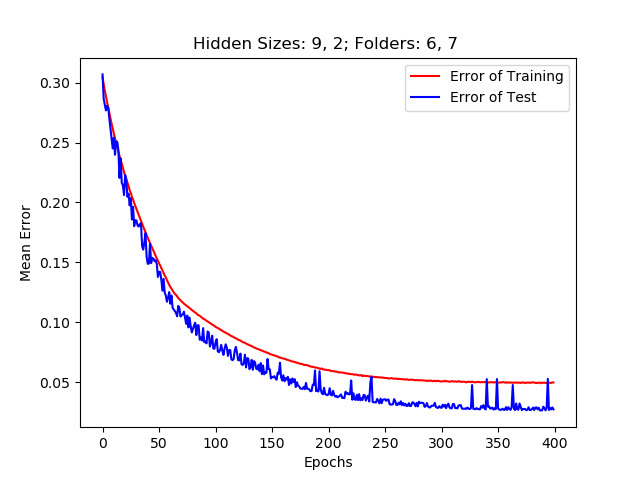 Hidden Sizes: 9, 2; Folders: 6, 7
Error of Training
Error of Test
Mean Error
0.30
0.25
0.20
0.15
0.10
0.05
0 50 100 150 200 250 300 350 400
Epochs